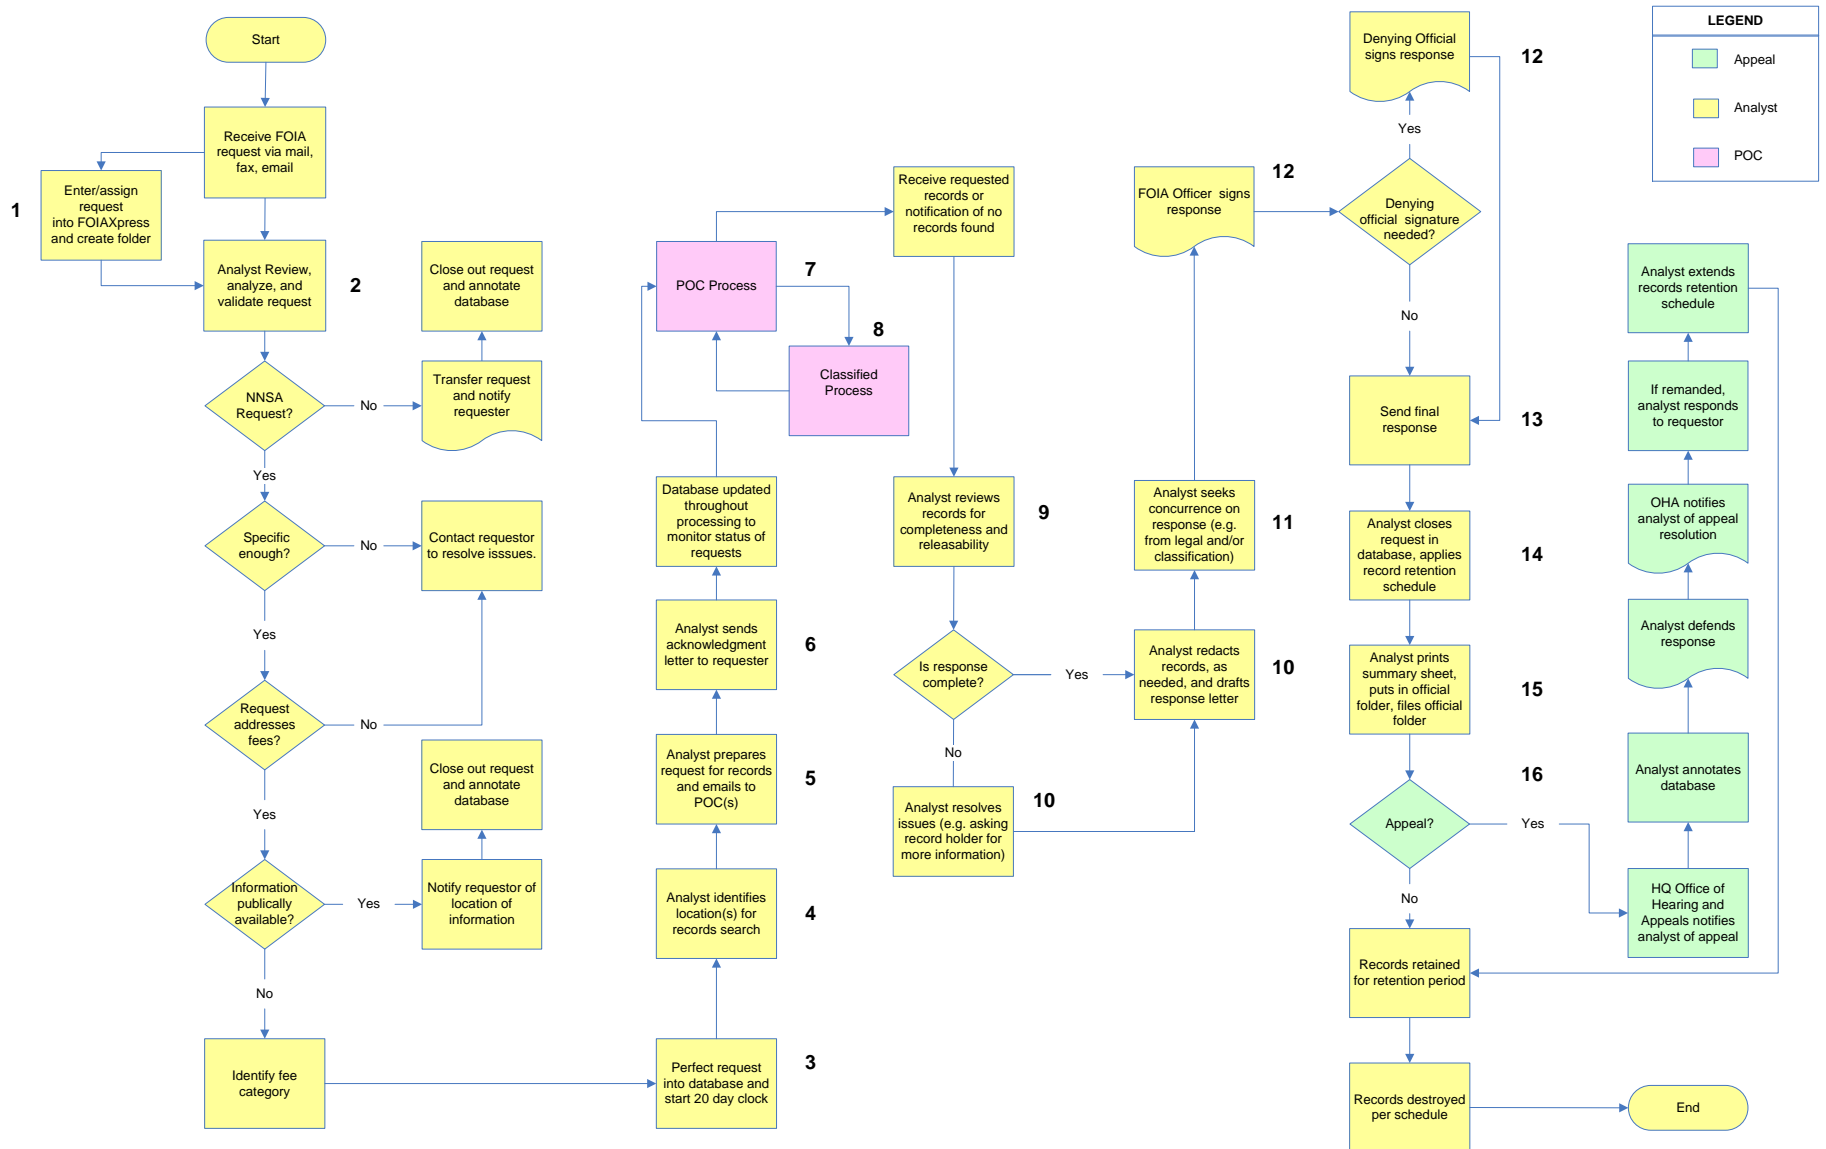 Start
Receive FOIA
request via mail,
fax, email
1
Enter/assign
request
into FOIAXpress
and create folder
Analyst Review,
analyze, and
validate request
2
Close out request
and annotate
database
NNSA
Request?
No
Transfer request
and notify
requester
Yes
Specific
enough?
No
Contact requestor
to resolve isssues.
Yes
Request
addresses
fees?
No
Yes
Close out request
and annotate
database
Information
publically
available?
Yes
Notify requestor of
location of
information
No
Identify fee
category
Perfect request
into database and
start 20 day clock
3
Analyst identifies
location(s) for
records search
4
Analyst prepares
request for records
and emails to
POC(s)
5
Analyst sends
acknowledgment
letter to requester
6
Database updated
throughout
processing to
monitor status of
requests
POC Process
7
8
Classified
Process
Receive requested
records or
notification of no
records found
Analyst reviews
records for
completeness and
releasability
9
Is response
complete?
Yes
No
Analyst resolves
issues (e.g. asking
record holder for
more information)
10
Analyst redacts
records, as
needed, and drafts
response letter
10
Analyst seeks
concurrence on
response (e.g.
from legal and/or
classification)
11
FOIA Officer signs
response
12
Denying
official signature
needed?
Yes
Denying Official
signs response
12
No
Send final
response
13
Analyst closes
request in
database, applies
record retention
schedule
14
Analyst prints
summary sheet,
puts in official
folder, files official
folder
15
16
Appeal?
Yes
No
HQ Office of
Hearing and
Appeals notifies
analyst of appeal
Analyst annotates
database
Analyst defends
response
OHA notifies
analyst of appeal
resolution
If remanded,
analyst responds
to requestor
Analyst extends
records retention
schedule
Records retained
for retention period
Records destroyed
per schedule
End
LEGEND
Appeal
Analyst
POC